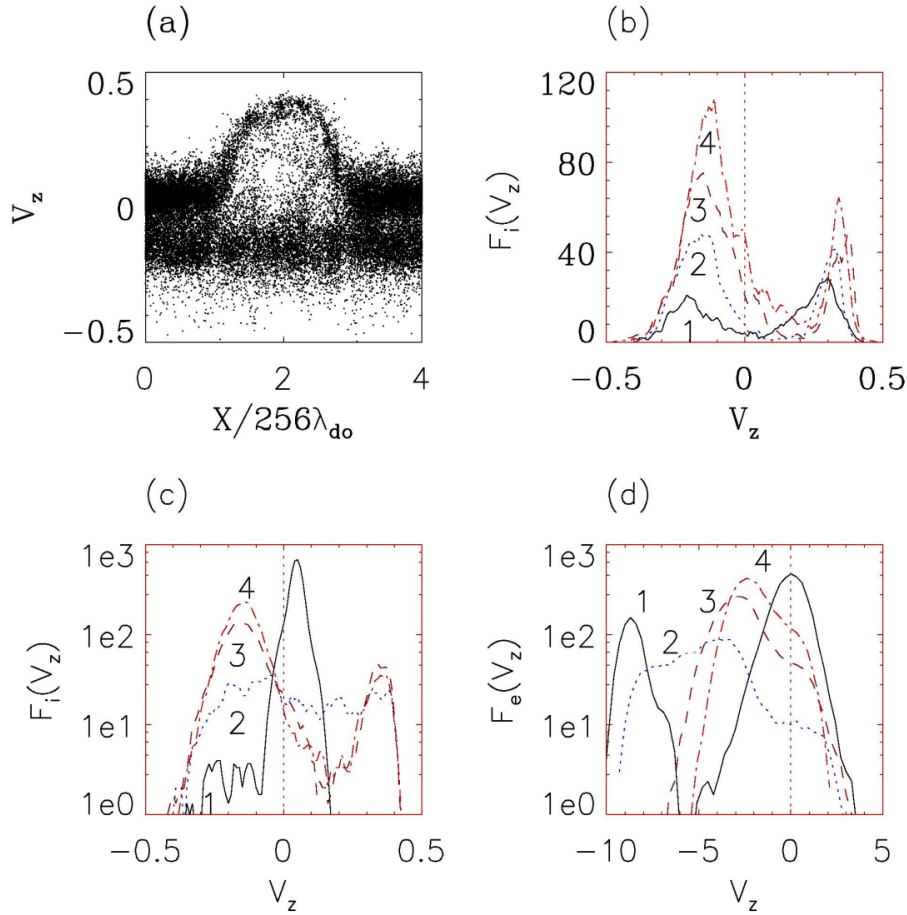 (a)
0.5
0
−0.5
V_z
0 2 4
X/256λ_do
(b)
120
80
40
0
F_i(V_z)
4
3
2
1
−0.5 0 0.5
V_z
(c)
1e3
1e2
1e1
1e0
F_i(V_z)
4
3
2
1
−0.5 0 0.5
V_z
(d)
1e3
1e2
1e1
1e0
F_e(V_z)
1
2
3
4
−10 −5 0 5
V_z